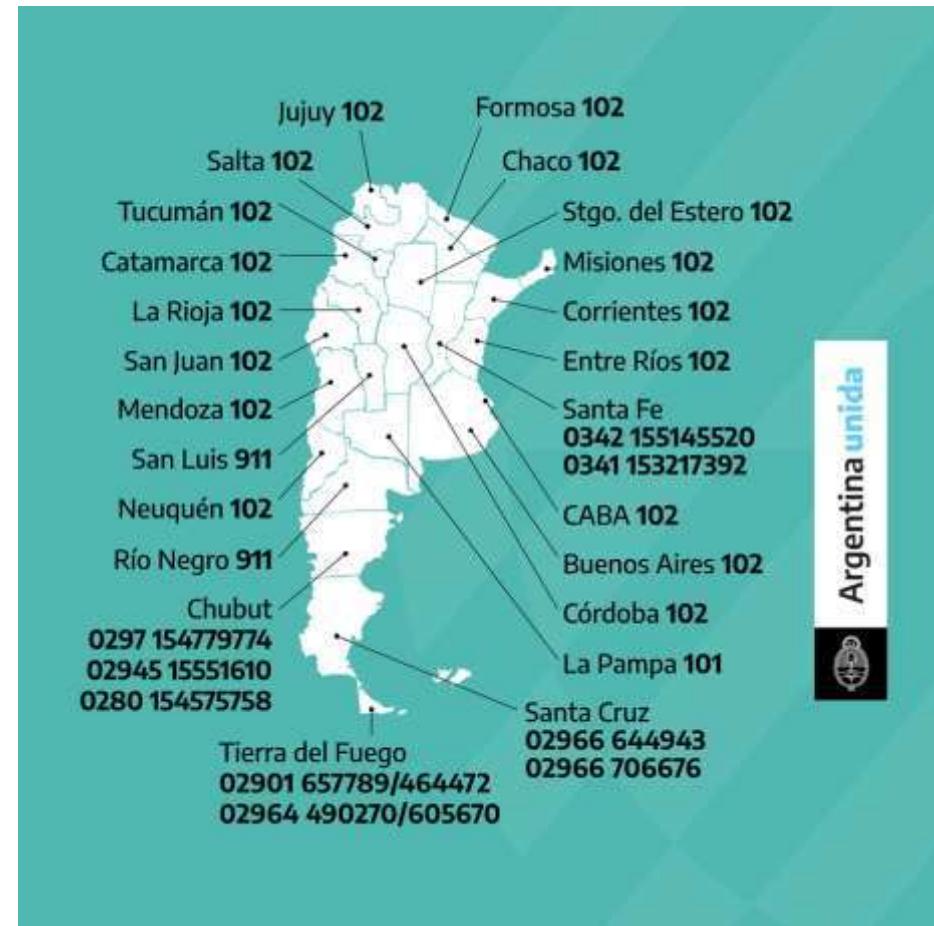 Jujuy 102
Salta 102
Tucumán 102
Catamarca 102
La Rioja 102
San Juan 102
Mendoza 102
San Luis 911
Neuquén 102
Río Negro 911
Chubut
0297 154779774
02945 15551610
0280 154575758
Tierra del Fuego
02901 657789/464472
02964 490270/605670
Formosa 102
Chaco 102
Stgo. del Estero 102
Misiones 102
Corrientes 102
Entre Ríos 102
Santa Fe
0342 155145520
0341 153217392
CABA 102
Buenos Aires 102
Córdoba 102
La Pampa 101
Santa Cruz
02966 644943
02966 706676
Argentina unida